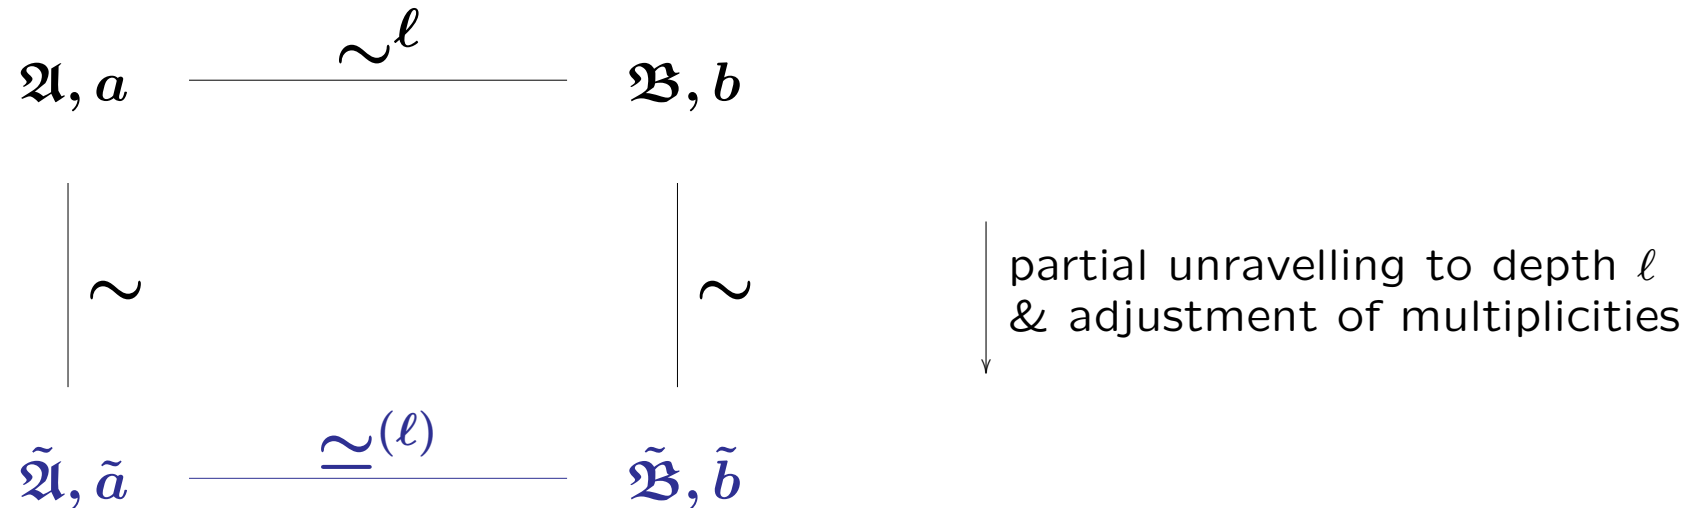 ∼^ℓ
𝔄, a    𝔅, b
∼    ∼
partial unravelling to depth ℓ
& adjustment of multiplicities
≃^(ℓ)
𝔄̃, ã    𝔅̃, b̃